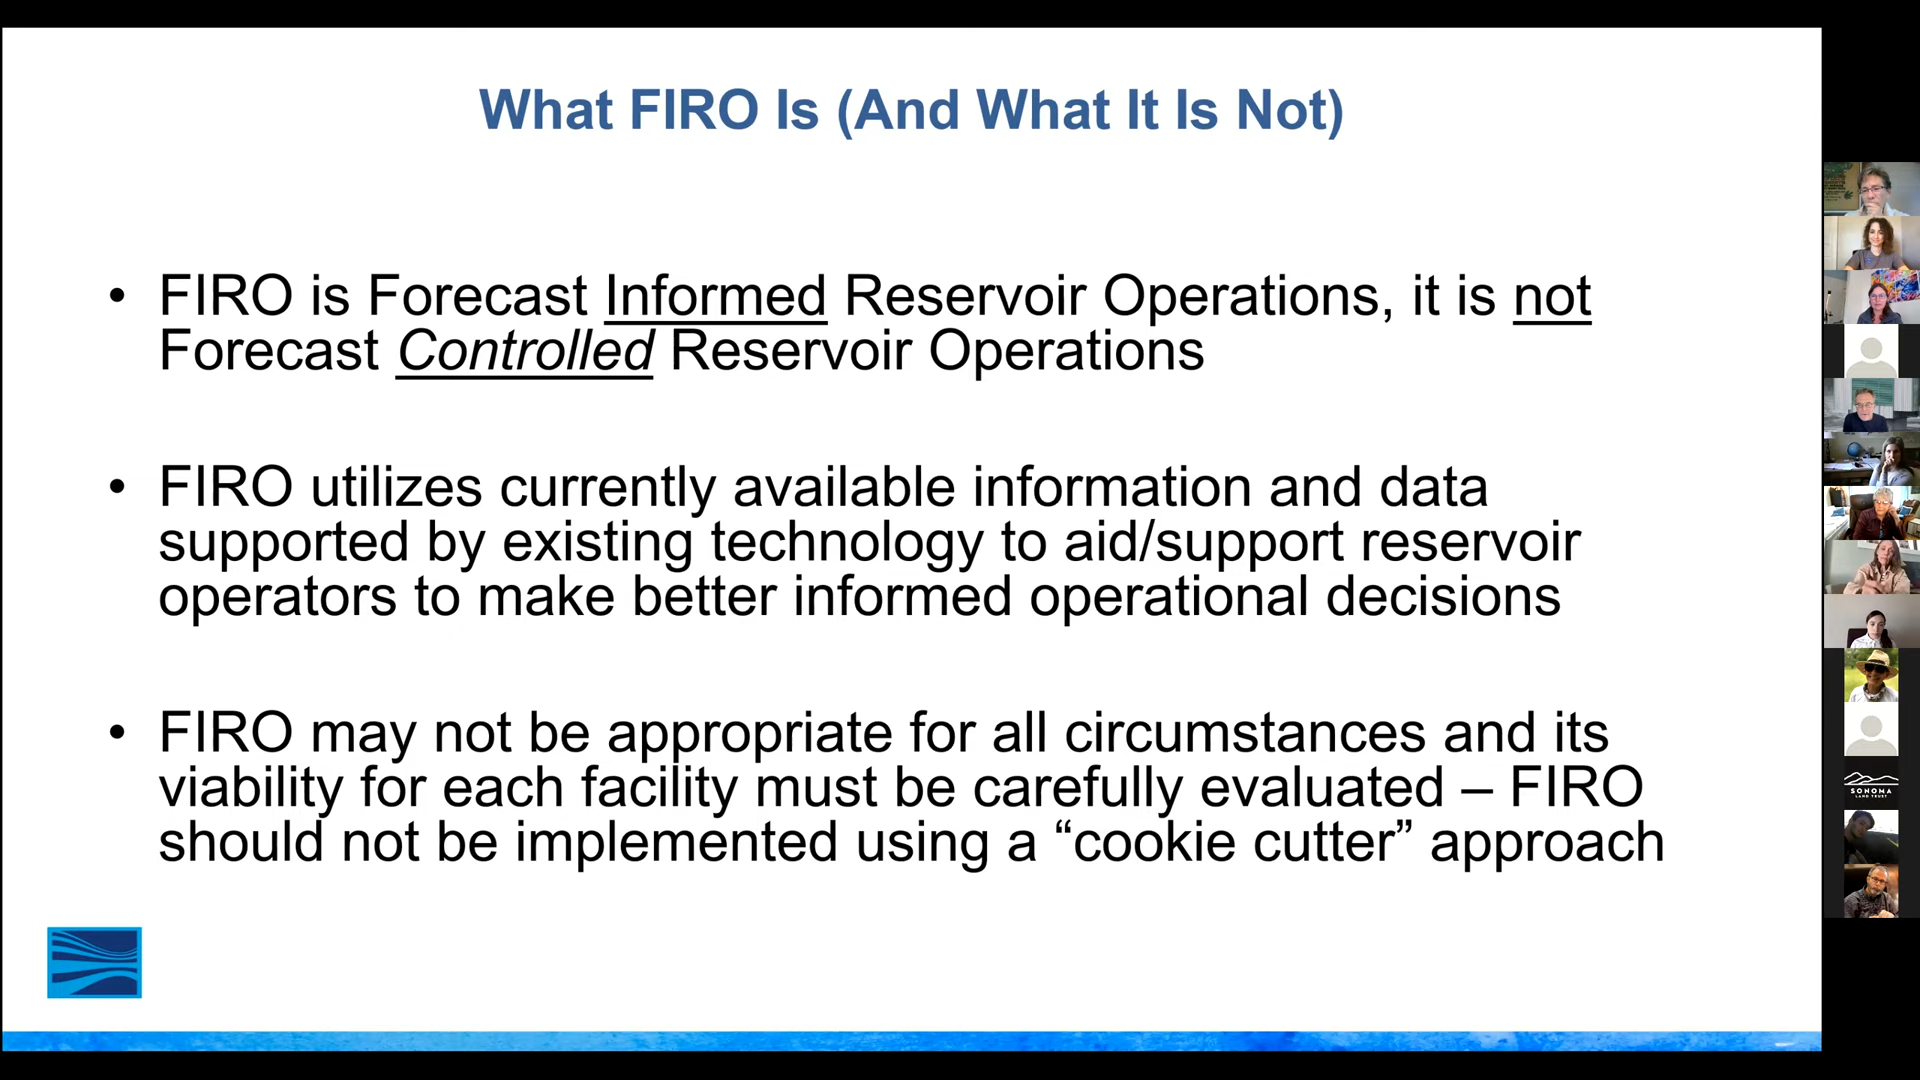 What FIRO Is (And What It Is Not)
• FIRO is Forecast Informed Reservoir Operations, it is not
Forecast Controlled Reservoir Operations
• FIRO utilizes currently available information and data
supported by existing technology to aid/support reservoir
operators to make better informed operational decisions
• FIRO may not be appropriate for all circumstances and its
viability for each facility must be carefully evaluated – FIRO
should not be implemented using a “cookie cutter” approach
SONOMA
LAND TRUST